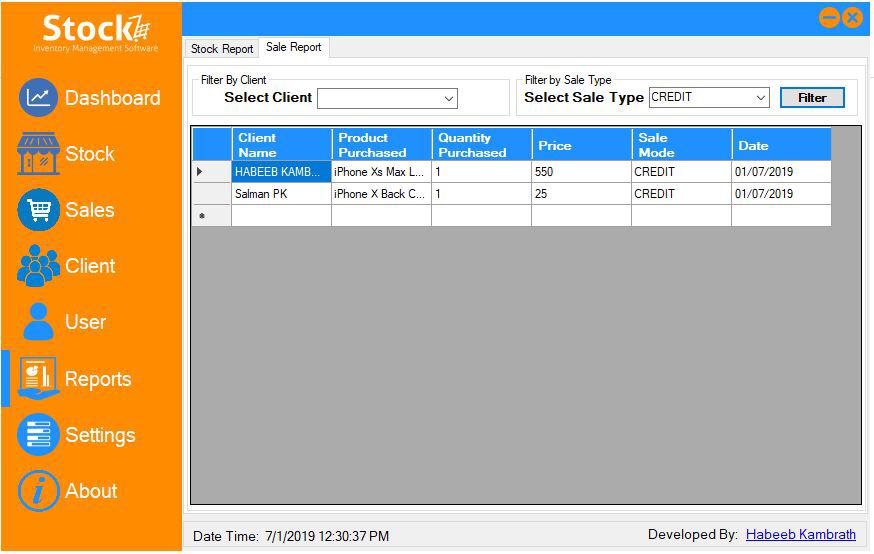 Stock
Inventory Management Software
Dashboard
Stock
Sales
Client
User
Reports
Settings
About
Stock Report Sale Report
Filter By Client
Select Client
Filter by Sale Type
Select Sale Type CREDIT Filter
Client Name Product Purchased Quantity Purchased Price Sale Mode Date
HABEEB KAMB... iPhone Xs Max L... 1 550 CREDIT 01/07/2019
Salman PK iPhone X Back C... 1 25 CREDIT 01/07/2019
Date Time: 7/1/2019 12:30:37 PM
Developed By: Habeeb Kambrath